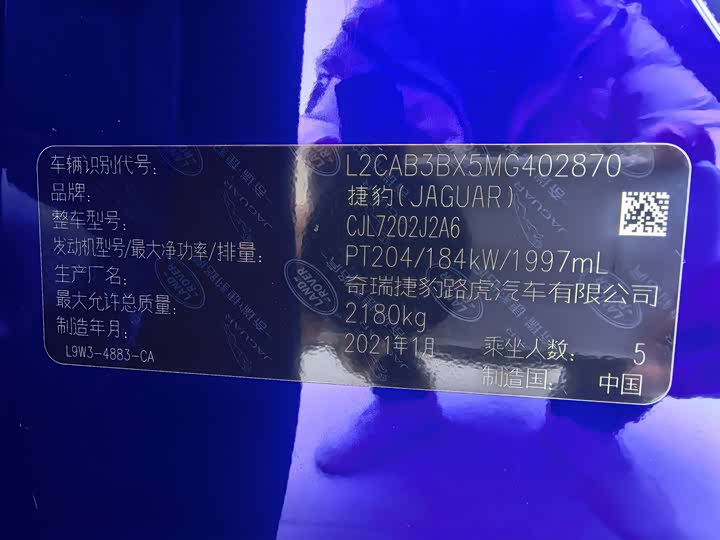 车辆识别代号: L2CAB3BX5MG402870
品牌: 捷豹(JAGUAR)
整车型号: CJL7202J2A6
发动机型号/最大净功率/排量: PT204/184kW/1997mL
生产厂名: 奇瑞捷豹路虎汽车有限公司
最大允许总质量: 2180kg
制造年月: 2021年1月 乘坐人数: 5
L9W3-4883-CA 制造国: 中国